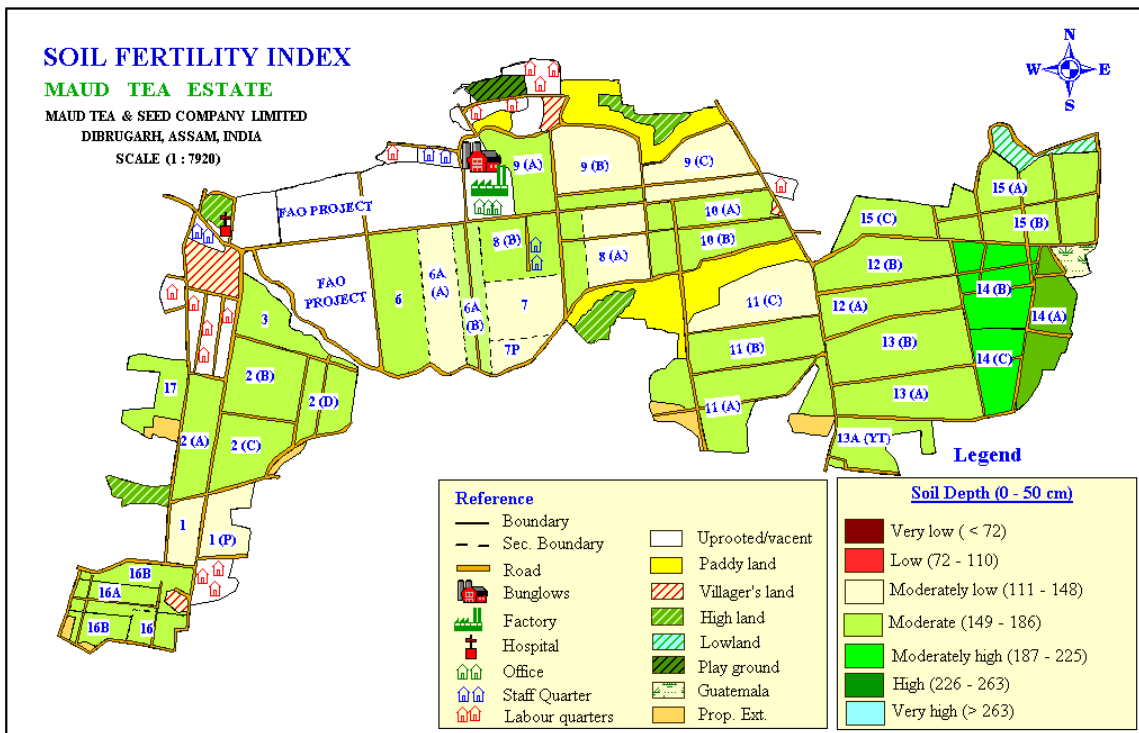 SOIL FERTILITY INDEX
MAUD TEA ESTATE
MAUD TEA & SEED COMPANY LIMITED
DIBRUGARH, ASSAM, INDIA
SCALE (1 : 7920)
N
W E
S
9 (A)
9 (B)
9 (C)
FAO PROJECT
10 (A)
10 (B)
8 (B)
8 (A)
6A
(A)
6
FAO
PROJECT
6A
(B)
7
7P
11 (C)
11 (B)
11 (A)
15 (A)
15 (B)
15 (C)
12 (B)
12 (A)
14 (B)
14 (A)
13 (B)
14 (C)
13 (A)
13A {YT}
3
2 (B)
17
2 (D)
2 (A)
2 (C)
1
1 (P)
16B
16A
16B
16
Legend
Reference
Boundary
Sec. Boundary
Road
Bunglows
Factory
Hospital
Office
Staff Quarter
Labour quarters
Uprooted/vacent
Paddy land
Villager's land
High land
Lowland
Play ground
Guatemala
Prop. Ext.
Soil Depth (0 - 50 cm)
Very low ( < 72)
Low (72 - 110)
Moderately low (111 - 148)
Moderate (149 - 186)
Moderately high (187 - 225)
High (226 - 263)
Very high (> 263)